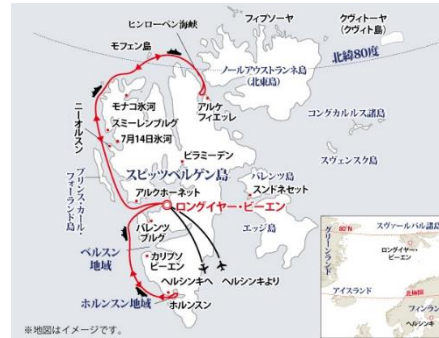 ヒンローペン海峡
フィプソーヤ
クヴィトーヤ
(クヴィト島)
モフェン島
北緯80度
ノールアウストランネ島
(北東島)
アルケ
フィエッレ
モナコ氷河
スミーレンブルグ
7月14日氷河
ニーオルスン
コングカルルス諸島
ピラミーデン
スヴェンスク島
スピッツベルゲン島
バレンツ島
スンドネセット
プリンス・カール・
フォーランド島
アルクホーネット
ロングイヤー・ビーエン
バレンツ
ブルグ
エッジ島
ベルスン
地域
カリプソ
ビーエン
ヘルシンキへ
ヘルシンキより
ホルンスン地域
ホルンスン
※地図はイメージです。
グリーンランド
80°N
スヴァールバル諸島
ロングイヤー・
ビーエン
アイスランド
北極圏
フィンラン
ヘルシンキ